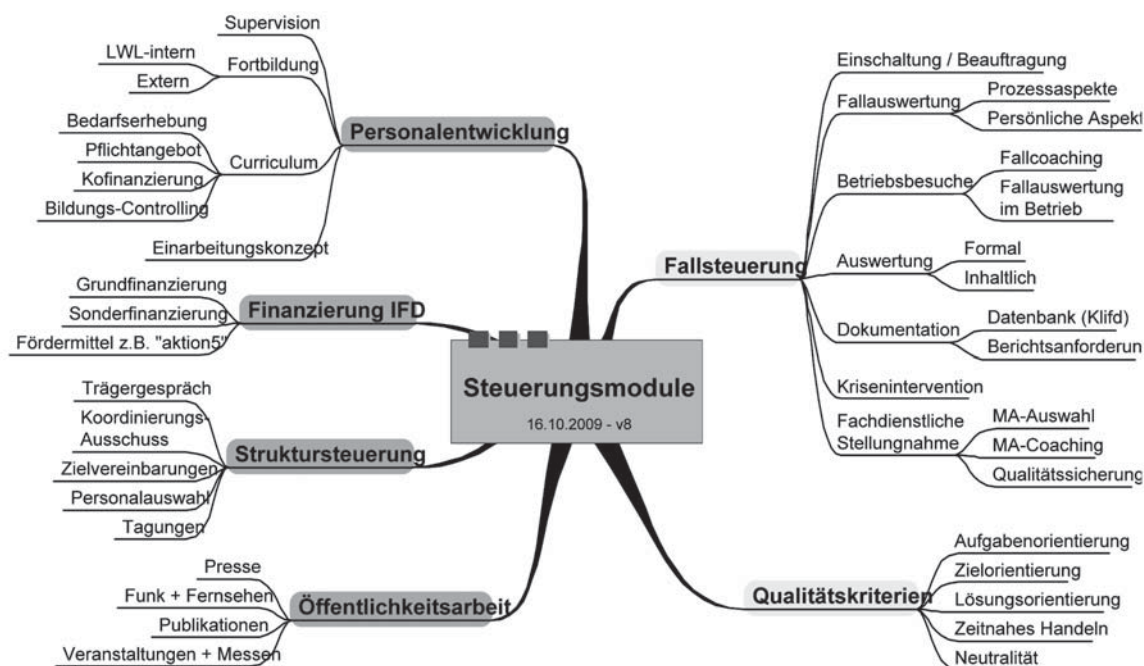 Supervision
LWL-intern
Fortbildung
Extern
Personalentwicklung
Bedarfserhebung
Pflichtangebot
Curriculum
Kofinanzierung
Bildungs-Controlling
Einarbeitungskonzept
Grundfinanzierung
Sonderfinanzierung
Finanzierung IFD
Fördermittel z.B. "aktion5"
Trägergespräch
Koordinierungs-
Ausschuss
Struktursteuerung
Zielvereinbarungen
Personalauswahl
Tagungen
Presse
Funk + Fernsehen
Öffentlichkeitsarbeit
Publikationen
Veranstaltungen + Messen
Steuerungsmodule
16.10.2009 - v8
Fallsteuerung
Einschaltung / Beauftragung
Fallauswertung
Prozessaspekte
Persönliche Aspekt
Betriebsbesuche
Fallcoaching
Fallauswertung
im Betrieb
Auswertung
Formal
Inhaltlich
Dokumentation
Datenbank (Klifd)
Berichtsanforderun
Krisenintervention
Fachdienstliche
Stellungnahme
MA-Auswahl
MA-Coaching
Qualitätssicherung
Qualitätskriterien
Aufgabenorientierung
Zielorientierung
Lösungsorientierung
Zeitnahes Handeln
Neutralität